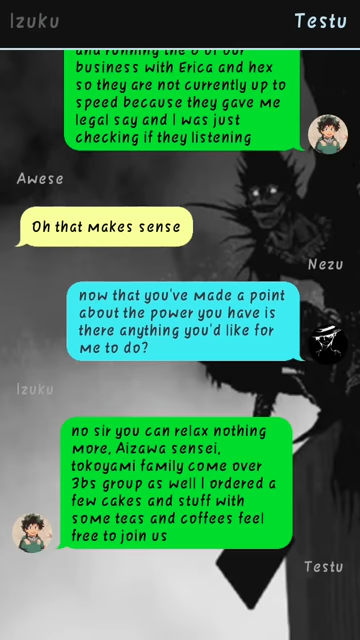 Izuku
Testu
and running the 6 of our
business with Erica and hex
so they are not currently up to
speed because they gave me
legal say and I was just
checking if they listening
Awese
Oh that makes sense
Nezu
now that you've made a point
about the power you have is
there anything you'd like for
me to do?
Izuku
no sir you can relax nothing
more, Aizawa sensei,
tokoyami family come over
3bs group as well I ordered a
few cakes and stuff with
some teas and coffees feel
free to join us
Testu